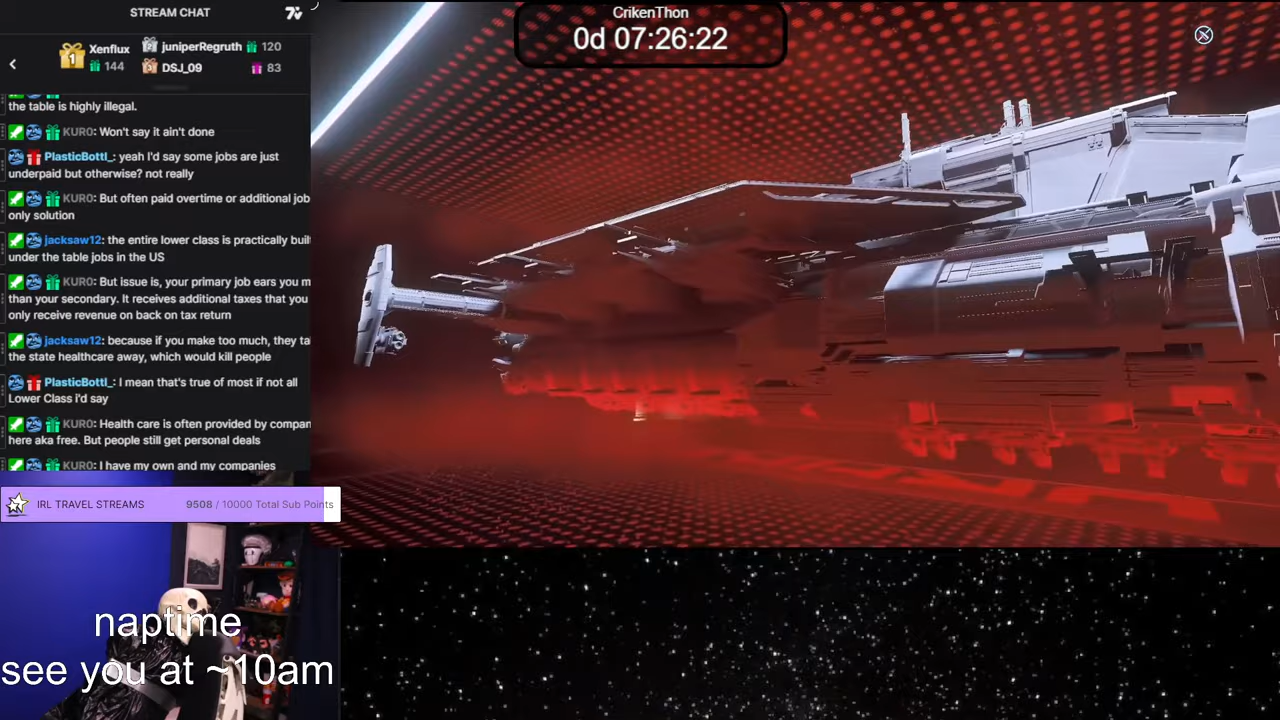 STREAM CHAT
Xenflux
144
juniperRegruth 120
DSJ_09 83
the table is highly illegal.
KUR0: Won't say it ain't done
PlasticBottl_: yeah I'd say some jobs are just
underpaid but otherwise? not really
KUR0: But often paid overtime or additional job
only solution
jacksaw12: the entire lower class is practically buil
under the table jobs in the US
KUR0: But issue is, your primary job ears you m
than your secondary. It receives additional taxes that you
only receive revenue on back on tax return
jacksaw12: because if you make too much, they ta
the state healthcare away, which would kill people
PlasticBottl_: I mean that's true of most if not all
Lower Class i'd say
KUR0: Health care is often provided by compan
here aka free. But people still get personal deals
KUR0: I have my own and my companies
IRL TRAVEL STREAMS 9508 / 10000 Total Sub Points
naptime
see you at ~10am
CrikenThon
0d 07:26:22